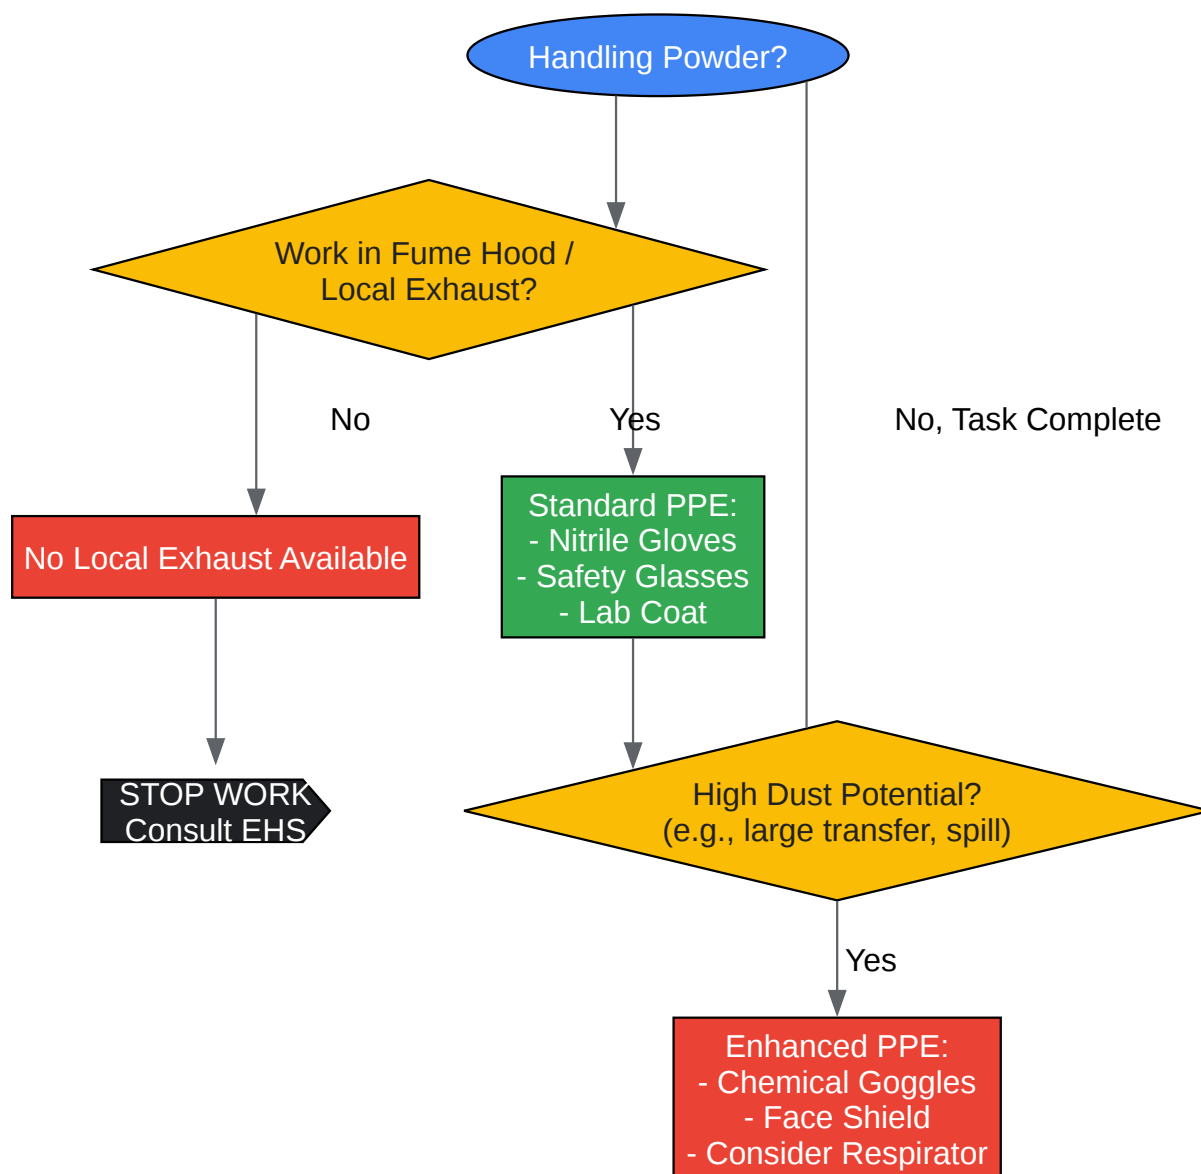 Handling Powder?
Work in Fume Hood /
Local Exhaust?
No
Yes
No, Task Complete
No Local Exhaust Available
Standard PPE:
- Nitrile Gloves
- Safety Glasses
- Lab Coat
STOP WORK
Consult EHS
High Dust Potential?
(e.g., large transfer, spill)
Yes
Enhanced PPE:
- Chemical Goggles
- Face Shield
- Consider Respirator